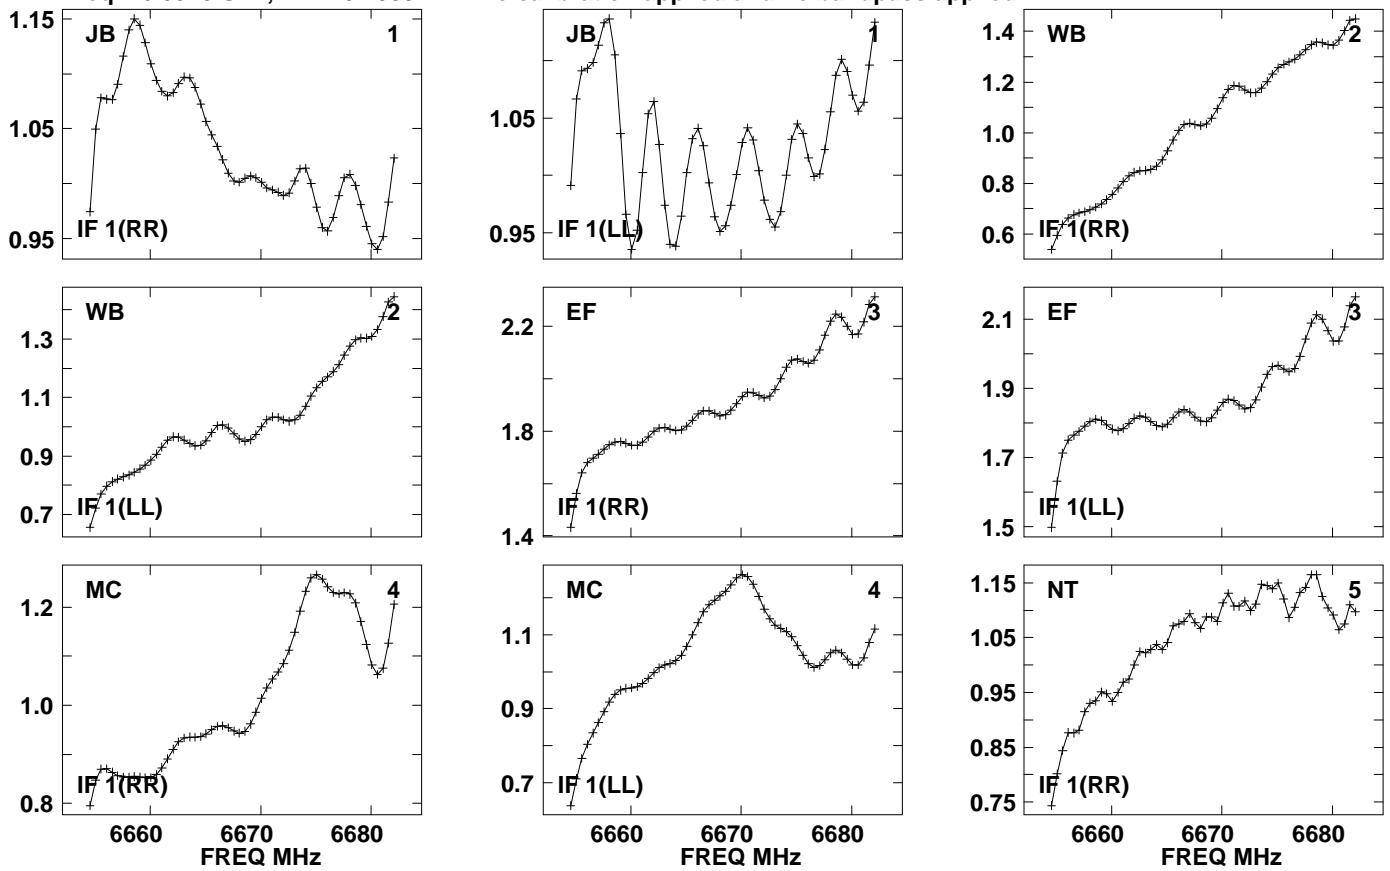 JB 1
1.15
1.05
0.95
IF 1(RR)
JB 1
1.05
0.95
IF 1(LL)
WB 2
1.4
1.2
1.0
0.8
0.6
IF 1(RR)
WB 2
1.3
1.1
0.9
0.7
IF 1(LL)
EF 3
2.2
1.8
1.4
IF 1(RR)
EF 3
2.1
1.9
1.7
1.5
IF 1(LL)
MC 4
1.2
1.0
0.8
IF 1(RR)
6660 6670 6680
FREQ MHz
MC 4
1.1
0.9
0.7
IF 1(LL)
6660 6670 6680
FREQ MHz
NT 5
1.15
1.05
0.95
0.85
0.75
IF 1(RR)
6660 6670 6680
FREQ MHz